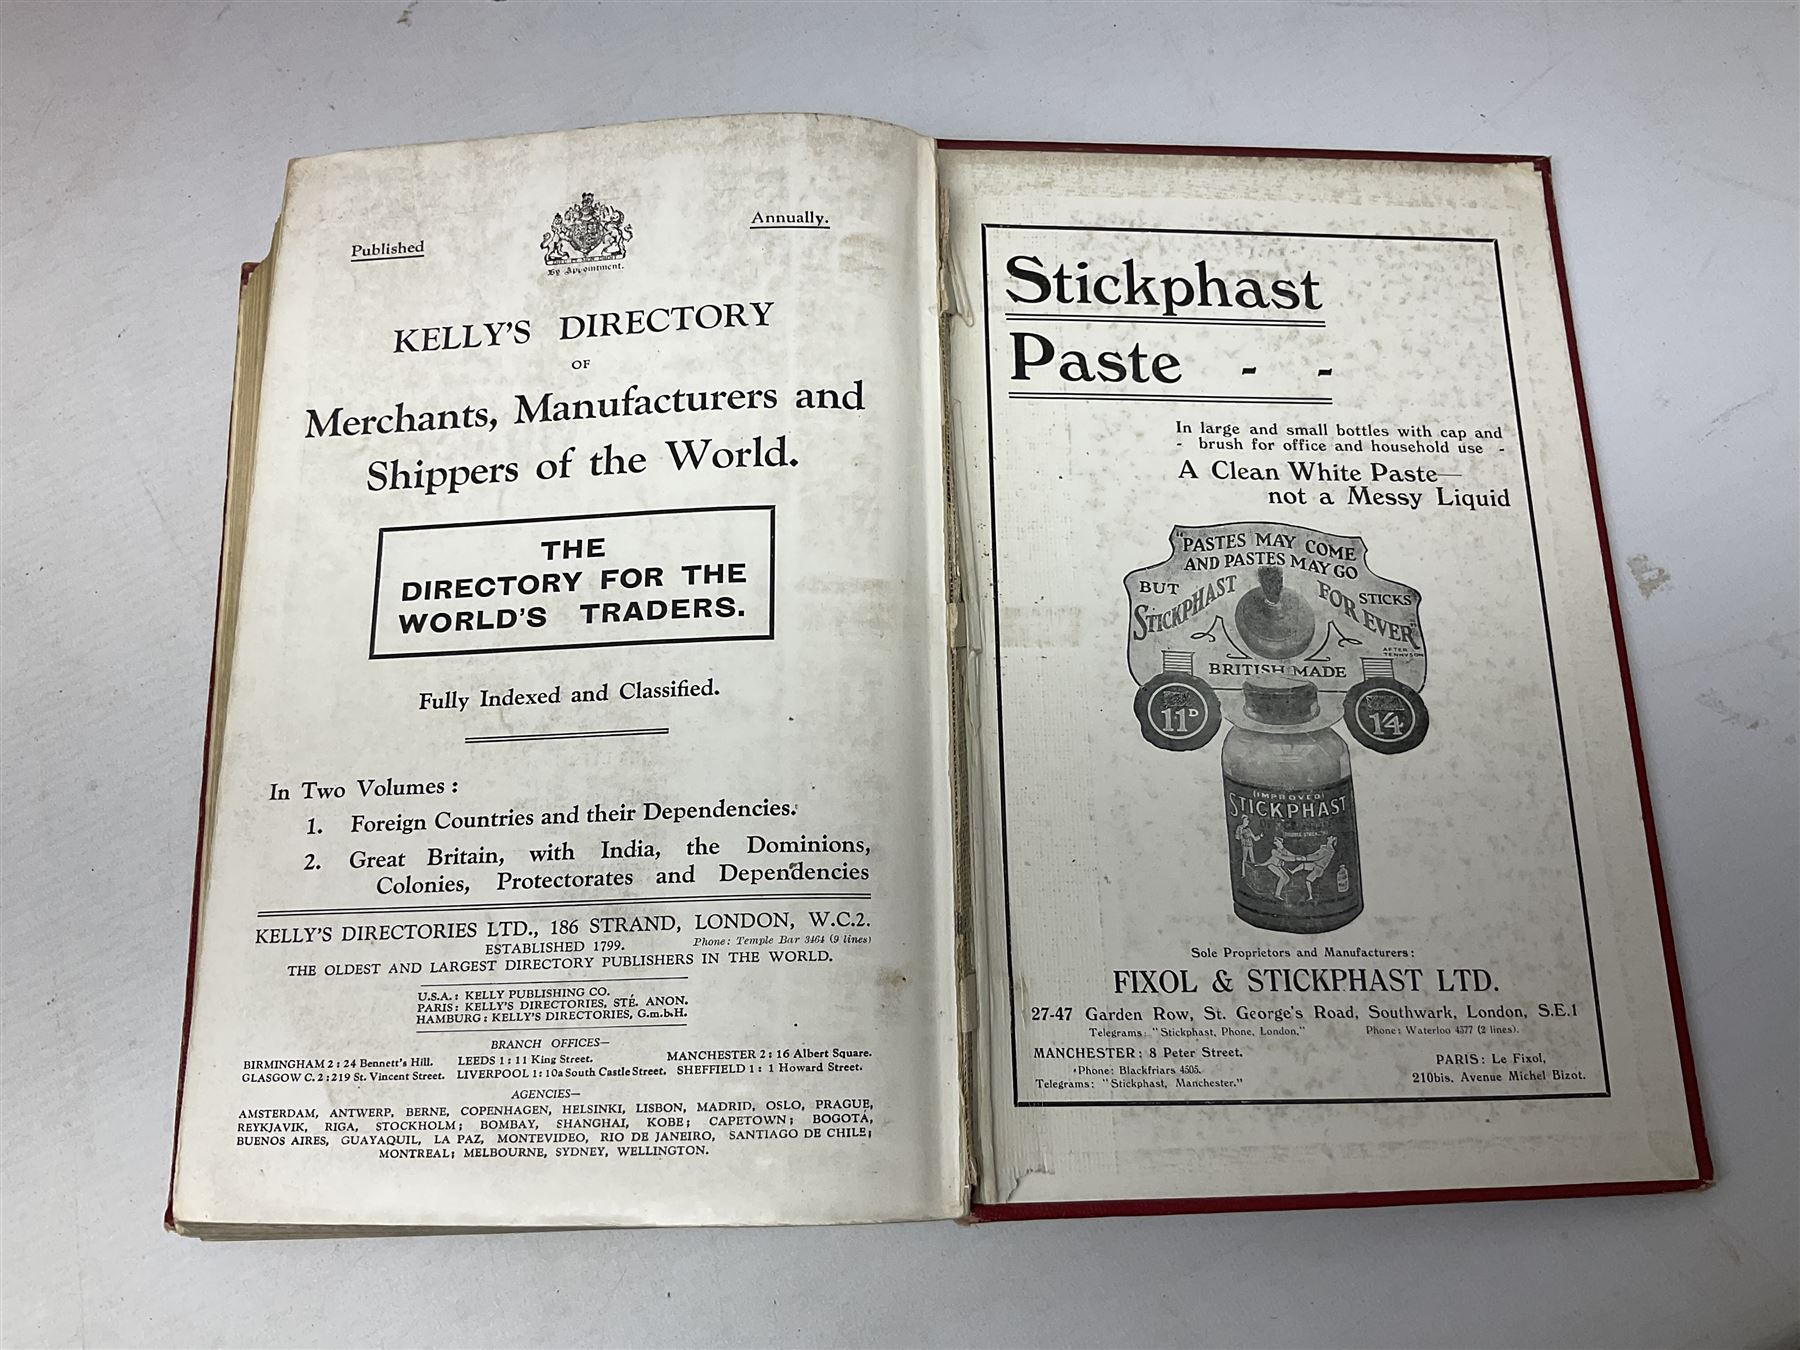 Published
Annually.
By Appointment.
KELLY'S DIRECTORY
OF
Merchants, Manufacturers and
Shippers of the World.
THE
DIRECTORY FOR THE
WORLD'S TRADERS.
Fully Indexed and Classified.
In Two Volumes:
1. Foreign Countries and their Dependencies.
2. Great Britain, with India, the Dominions,
Colonies, Protectorates and Dependencies
KELLY'S DIRECTORIES LTD., 186 STRAND, LONDON, W.C.2.
ESTABLISHED 1799. Phone: Temple Bar 3464 (9 lines)
THE OLDEST AND LARGEST DIRECTORY PUBLISHERS IN THE WORLD.
U.S.A.: KELLY PUBLISHING CO.
PARIS: KELLY'S DIRECTORIES, STÉ. ANON.
HAMBURG: KELLY'S DIRECTORIES, G.m.b.H.
BRANCH OFFICES—
BIRMINGHAM 2: 24 Bennett's Hill. LEEDS 1: 11 King Street. MANCHESTER 2: 16 Albert Square.
GLASGOW C.2: 219 St. Vincent Street. LIVERPOOL 1: 10a South Castle Street. SHEFFIELD 1: 1 Howard Street.
AGENCIES—
AMSTERDAM, ANTWERP, BERNE, COPENHAGEN, HELSINKI, LISBON, MADRID, OSLO, PRAGUE,
REYKJAVIK, RIGA, STOCKHOLM; BOMBAY, SHANGHAI, KOBE; CAPETOWN; BOGOTÁ,
BUENOS AIRES, GUAYAQUIL, LA PAZ, MONTEVIDEO, RIO DE JANEIRO, SANTIAGO DE CHILE;
MONTREAL; MELBOURNE, SYDNEY, WELLINGTON.
Stickphast
Paste - -
In large and small bottles with cap and
- brush for office and household use -
A Clean White Paste—
not a Messy Liquid
"PASTES MAY COME
AND PASTES MAY GO
BUT STICKPHAST STICKS
FOR EVER"
AFTER
TENNYSON
BRITISH MADE
11D
14
(IMPROVED)
STICKPHAST
Sole Proprietors and Manufacturers:
FIXOL & STICKPHAST LTD.
27-47 Garden Row, St. George's Road, Southwark, London, S.E.1
Telegrams: "Stickphast, Phone, London." Phone: Waterloo 4577 (2 lines).
MANCHESTER: 8 Peter Street.
Phone: Blackfriars 4505.
Telegrams: "Stickphast, Manchester."
PARIS: Le Fixol,
210bis. Avenue Michel Bizot.